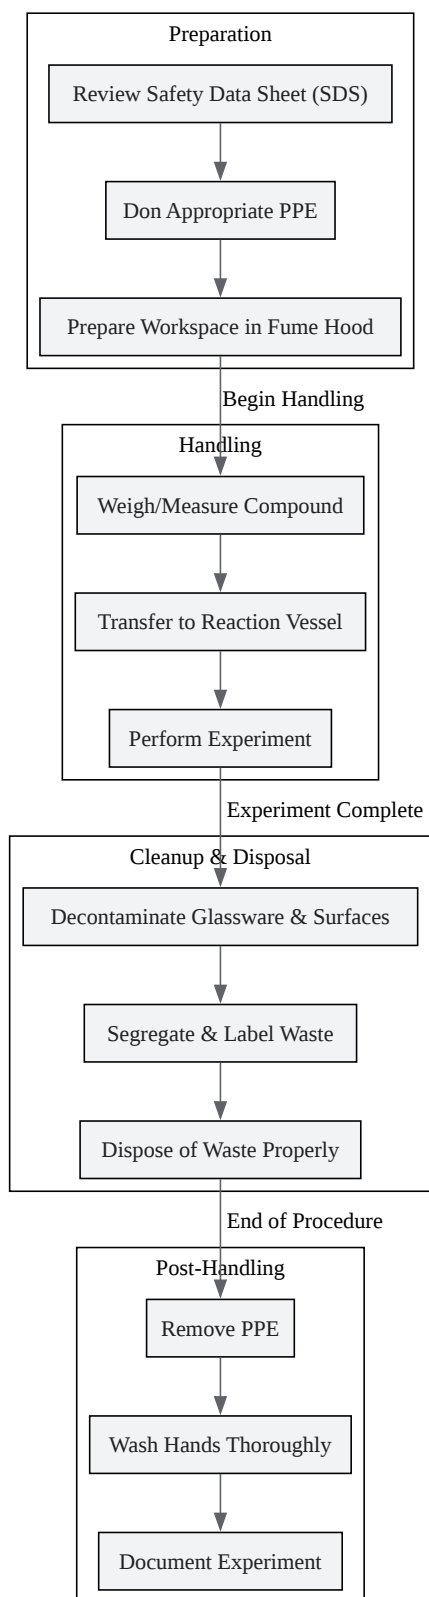 Preparation
Review Safety Data Sheet (SDS)
Don Appropriate PPE
Prepare Workspace in Fume Hood
Begin Handling
Handling
Weigh/Measure Compound
Transfer to Reaction Vessel
Perform Experiment
Experiment Complete
Cleanup & Disposal
Decontaminate Glassware & Surfaces
Segregate & Label Waste
Dispose of Waste Properly
End of Procedure
Post-Handling
Remove PPE
Wash Hands Thoroughly
Document Experiment